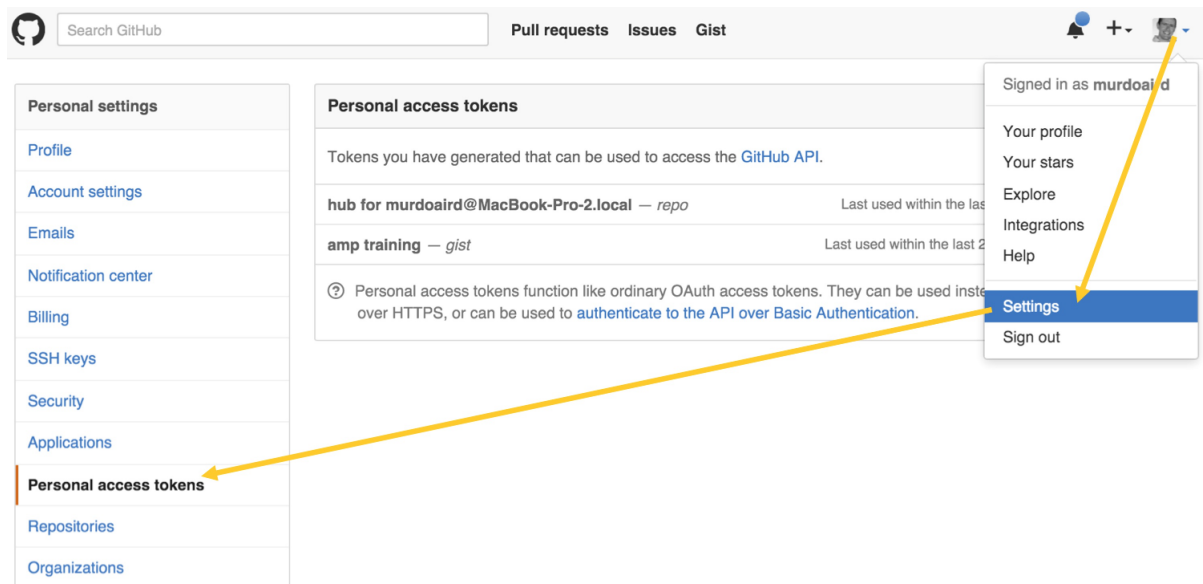 Search GitHub
Pull requests Issues Gist
Signed in as murdoaird
Your profile
Your stars
Explore
Integrations
Help
Settings
Sign out
Personal settings
Profile
Account settings
Emails
Notification center
Billing
SSH keys
Security
Applications
Personal access tokens
Repositories
Organizations
Personal access tokens
Tokens you have generated that can be used to access the GitHub API.
hub for murdoaird@MacBook-Pro-2.local — repo Last used within the las
amp training — gist Last used within the last 2
Personal access tokens function like ordinary OAuth access tokens. They can be used inste
over HTTPS, or can be used to authenticate to the API over Basic Authentication.